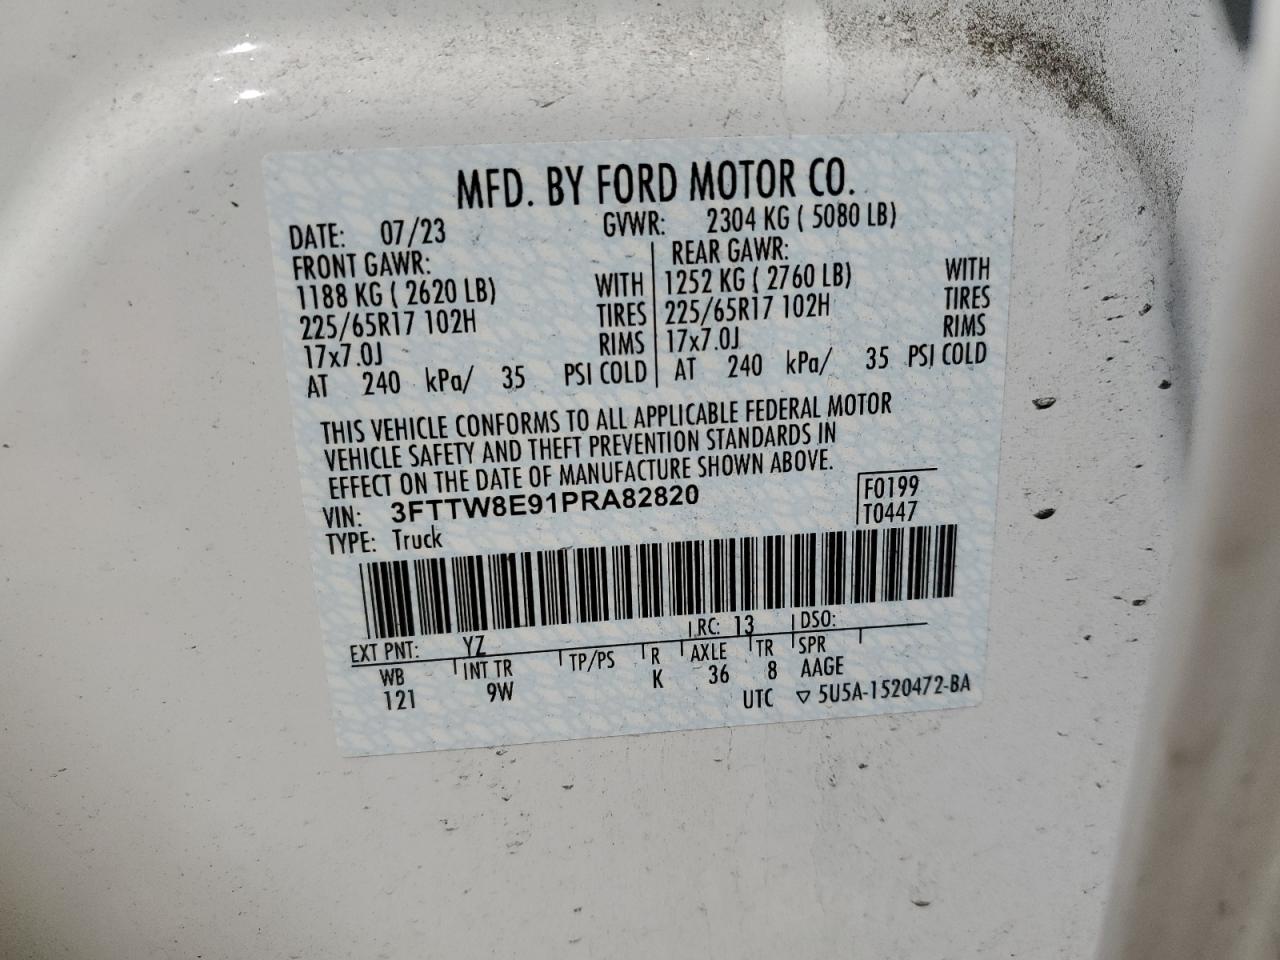 MFD. BY FORD MOTOR CO.
DATE: 07/23 GVWR: 2304 KG ( 5080 LB)
FRONT GAWR: REAR GAWR:
1188 KG ( 2620 LB) WITH 1252 KG ( 2760 LB) WITH
225/65R17 102H TIRES 225/65R17 102H TIRES
17x7.0J RIMS 17x7.0J RIMS
AT 240 kPa/ 35 PSI COLD AT 240 kPa/ 35 PSI COLD
THIS VEHICLE CONFORMS TO ALL APPLICABLE FEDERAL MOTOR
VEHICLE SAFETY AND THEFT PREVENTION STANDARDS IN
EFFECT ON THE DATE OF MANUFACTURE SHOWN ABOVE.
VIN: 3FTTW8E91PRA82820 F0199
TYPE: Truck T0447
EXT PNT: YZ RC: 13 DSO:
WB INT TR TP/PS R AXLE TR SPR
121 9W K 36 8 AAGE
UTC ▽ 5U5A-1520472-BA